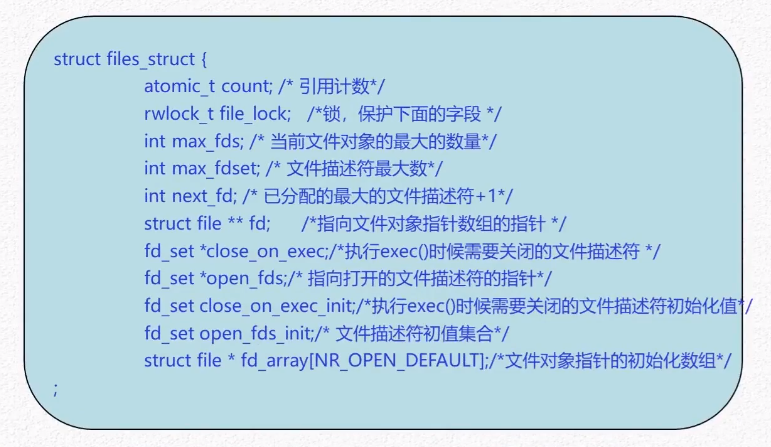 struct files_struct {
atomic_t count; /* 引用计数*/
rwlock_t file_lock; /*锁，保护下面的字段 */
int max_fds; /* 当前文件对象的最大的数量*/
int max_fdset; /* 文件描述符最大数*/
int next_fd; /* 已分配的最大的文件描述符+1*/
struct file ** fd; /*指向文件对象指针数组的指针 */
fd_set *close_on_exec;/*执行exec()时候需要关闭的文件描述符 */
fd_set *open_fds;/* 指向打开的文件描述符的指针*/
fd_set close_on_exec_init;/*执行exec()时候需要关闭的文件描述符初始化值*/
fd_set open_fds_init;/* 文件描述符初值集合*/
struct file * fd_array[NR_OPEN_DEFAULT];/*文件对象指针的初始化数组*/
;